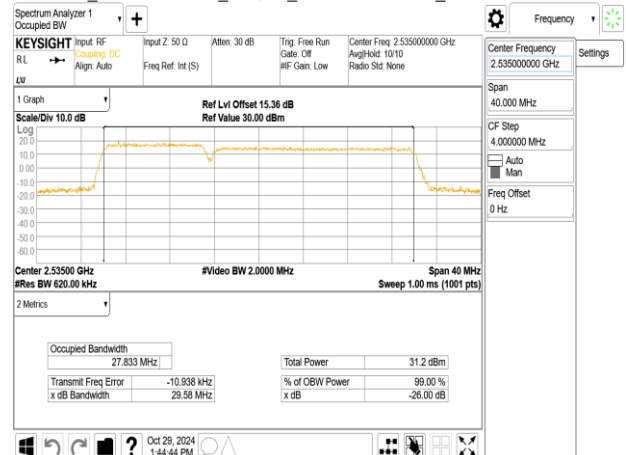 Spectrum Analyzer 1
Occupied BW
Frequency
KEYSIGHT Input: RF Input Z: 50 Ω Atten: 30 dB Trig: Free Run Center Freq: 2.535000000 GHz
RL Coupling: DC Gate: Off Avg|Hold: 10/10
Align: Auto Freq Ref: Int (S) #IF Gain: Low Radio Std: None
Center Frequency
2.535000000 GHz
Settings
Span
40.000 MHz
CF Step
4.000000 MHz
Auto
Man
Freq Offset
0 Hz
1 Graph
Ref Lvl Offset 15.36 dB
Scale/Div 10.0 dB Ref Value 30.00 dBm
Log
20.0
10.0
0.00
-10.0
-20.0
-30.0
-40.0
-50.0
-60.0
Center 2.53500 GHz #Video BW 2.0000 MHz Span 40 MHz
#Res BW 620.00 kHz Sweep 1.00 ms (1001 pts)
2 Metrics
Occupied Bandwidth
27.833 MHz Total Power 31.2 dBm
Transmit Freq Error -10.938 kHz % of OBW Power 99.00 %
x dB Bandwidth 29.58 MHz x dB -26.00 dB
? Oct 29, 2024
1:44:44 PM